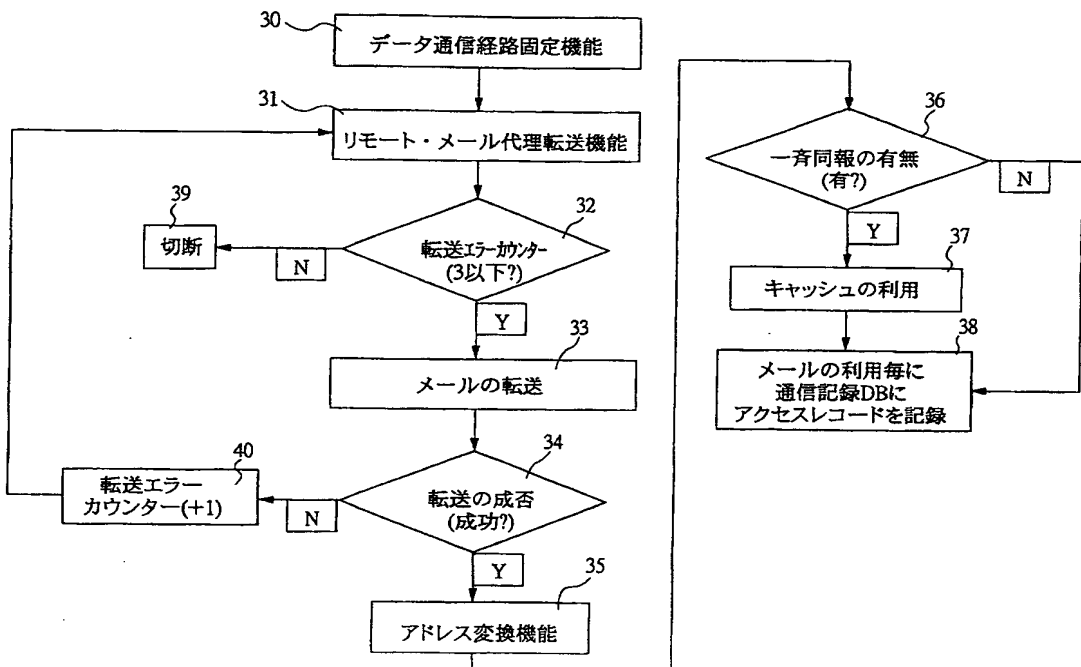 30
データ通信経路固定機能
31
リモート・メール代理転送機能
32
転送エラーカウンター
(3以下?)
N
39
切断
Y
33
メールの転送
34
転送の成否
(成功?)
N
40
転送エラー
カウンター(+1)
Y
35
アドレス変換機能
36
一斉同報の有無
(有?)
N
Y
37
キャッシュの利用
38
メールの利用毎に
通信記録DBに
アクセスレコードを記録